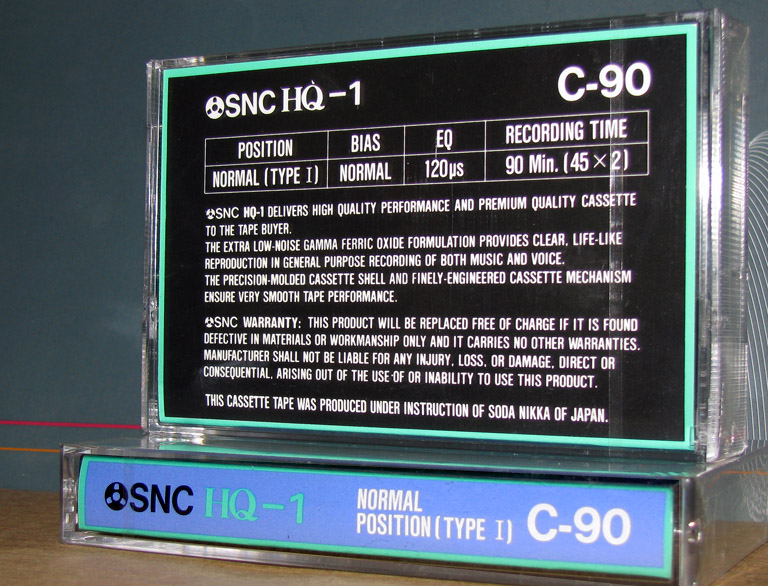 SNC HQ-1 C-90
POSITION BIAS EQ RECORDING TIME
NORMAL (TYPE I) NORMAL 120µs 90 Min. (45×2)
SNC HQ-1 DELIVERS HIGH QUALITY PERFORMANCE AND PREMIUM QUALITY CASSETTE
TO THE TAPE BUYER.
THE EXTRA LOW-NOISE GAMMA FERRIC OXIDE FORMULATION PROVIDES CLEAR, LIFE-LIKE
REPRODUCTION IN GENERAL PURPOSE RECORDING OF BOTH MUSIC AND VOICE.
THE PRECISION-MOLDED CASSETTE SHELL AND FINELY-ENGINEERED CASSETTE MECHANISM
ENSURE VERY SMOOTH TAPE PERFORMANCE.
SNC WARRANTY: THIS PRODUCT WILL BE REPLACED FREE OF CHARGE IF IT IS FOUND
DEFECTIVE IN MATERIALS OR WORKMANSHIP ONLY AND IT CARRIES NO OTHER WARRANTIES.
MANUFACTURER SHALL NOT BE LIABLE FOR ANY INJURY, LOSS, OR DAMAGE, DIRECT OR
CONSEQUENTIAL, ARISING OUT OF THE USE OF OR INABILITY TO USE THIS PRODUCT.
THIS CASSETTE TAPE WAS PRODUCED UNDER INSTRUCTION OF SODA NIKKA OF JAPAN.
SNC HQ-1 NORMAL
POSITION (TYPE I) C-90